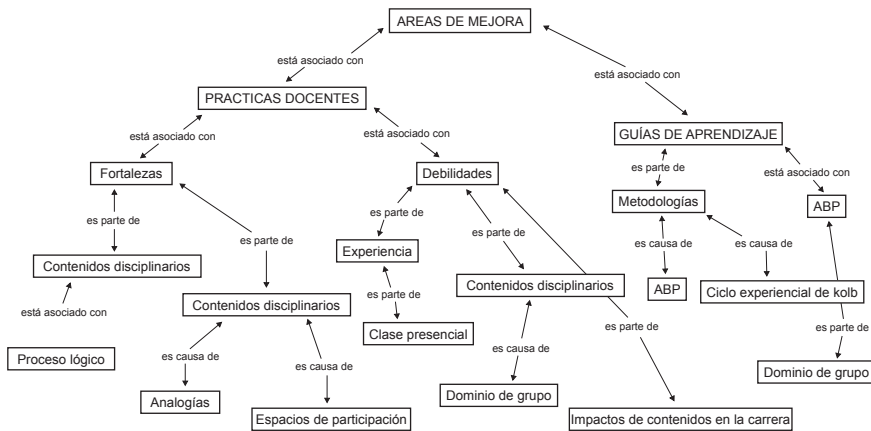 AREAS DE MEJORA
está asociado con
está asociado con
PRACTICAS DOCENTES
GUÍAS DE APRENDIZAJE
está asociado con
está asociado con
es parte de
está asociado con
Fortalezas
Debilidades
Metodologías
ABP
es parte de
es parte de
es parte de
es parte de
es causa de
es causa de
Experiencia
Contenidos disciplinarios
Contenidos disciplinarios
ABP
Ciclo experiencial de kolb
es parte de
está asociado con
Contenidos disciplinarios
es parte de
es parte de
Clase presencial
Proceso lógico
es causa de
es causa de
es causa de
Dominio de grupo
Analogías
Dominio de grupo
Espacios de participación
Impactos de contenidos en la carrera